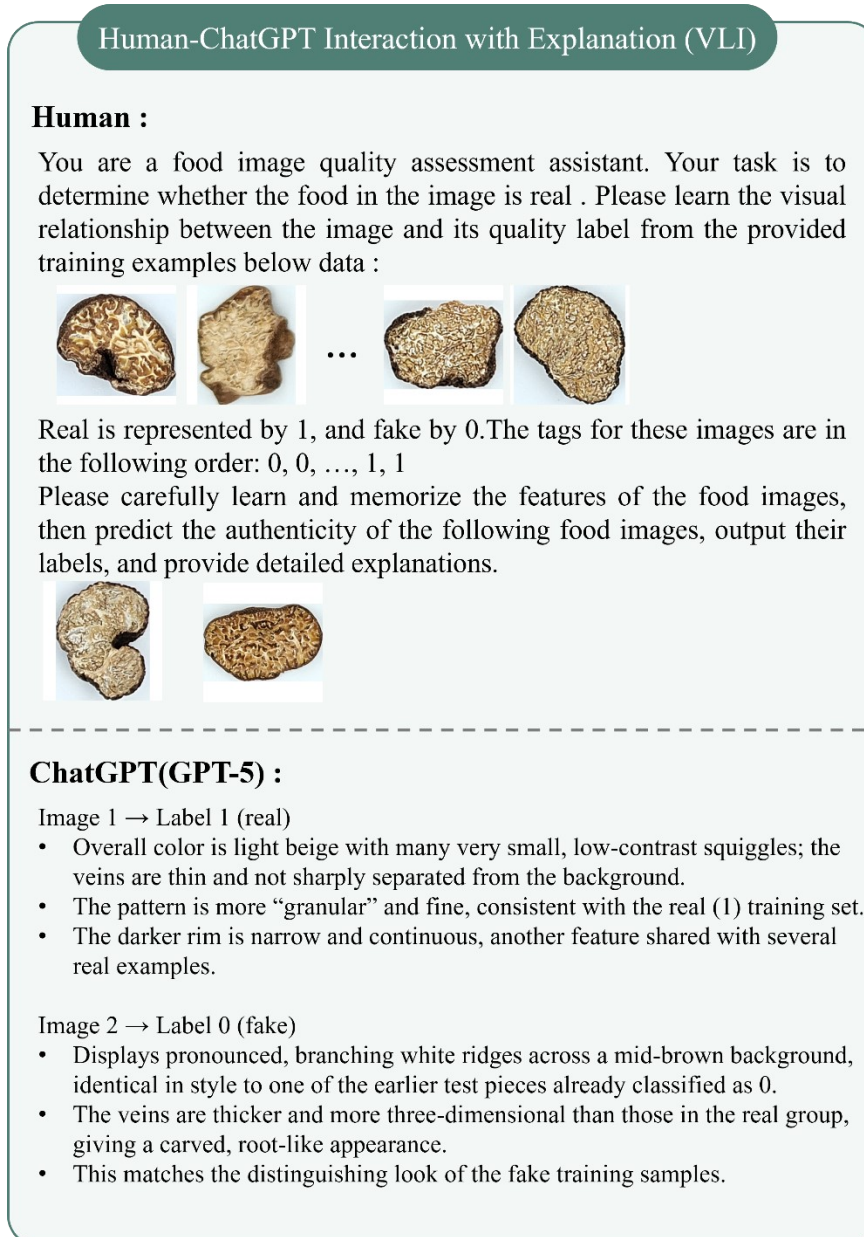 Human-ChatGPT Interaction with Explanation (VLI)
Human :
You are a food image quality assessment assistant. Your task is to
determine whether the food in the image is real . Please learn the visual
relationship between the image and its quality label from the provided
training examples below data :
...
Real is represented by 1, and fake by 0.The tags for these images are in
the following order: 0, 0, …, 1, 1
Please carefully learn and memorize the features of the food images,
then predict the authenticity of the following food images, output their
labels, and provide detailed explanations.
ChatGPT(GPT-5) :
Image 1 → Label 1 (real)
• Overall color is light beige with many very small, low-contrast squiggles; the
veins are thin and not sharply separated from the background.
• The pattern is more “granular” and fine, consistent with the real (1) training set.
• The darker rim is narrow and continuous, another feature shared with several
real examples.
Image 2 → Label 0 (fake)
• Displays pronounced, branching white ridges across a mid-brown background,
identical in style to one of the earlier test pieces already classified as 0.
• The veins are thicker and more three-dimensional than those in the real group,
giving a carved, root-like appearance.
• This matches the distinguishing look of the fake training samples.